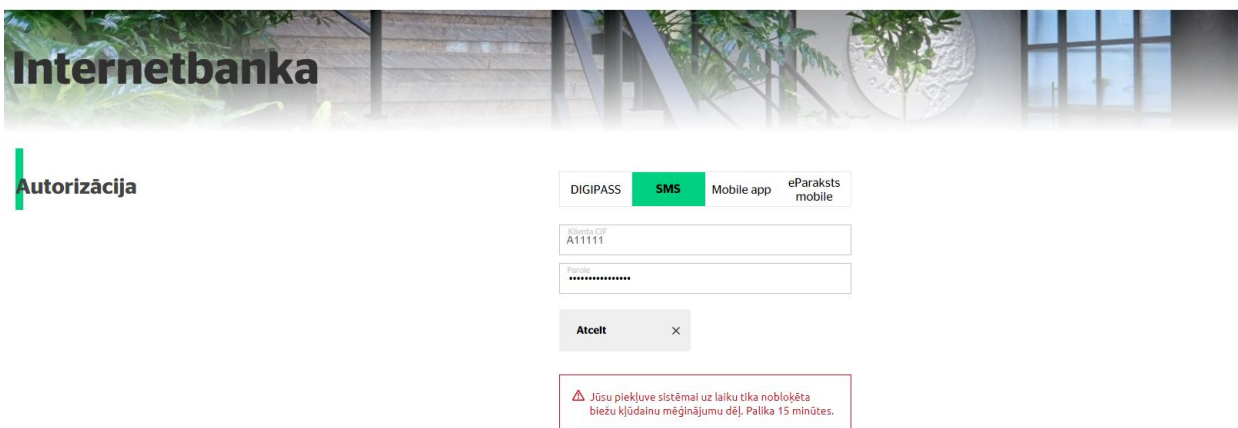 Internetbanka
Autorizācija
DIGIPASS
SMS
Mobile app
eParaksts
mobile
Klienta CIF
A11111
Parole
••••••••••••••••
Atcelt ×
Jūsu piekļuve sistēmai uz laiku tika nobloķēta
biežu kļūdainu mēģinājumu dēļ. Palika 15 minūtes.